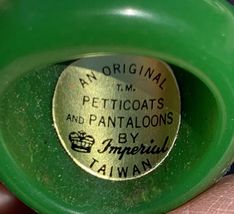 AN ORIGINAL
T.M.
PETTICOATS
AND PANTALOONS
BY
Imperial
TAIWAN